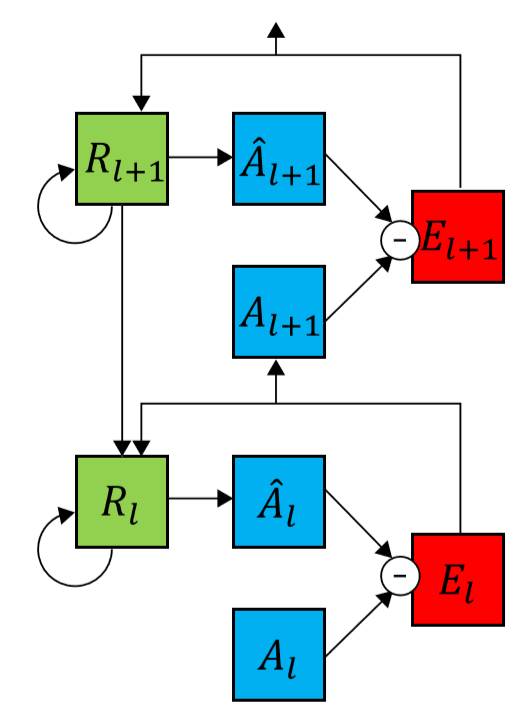 R_{l+1}
Â_{l+1}
-
E_{l+1}
A_{l+1}
R_l
Â_l
-
E_l
A_l